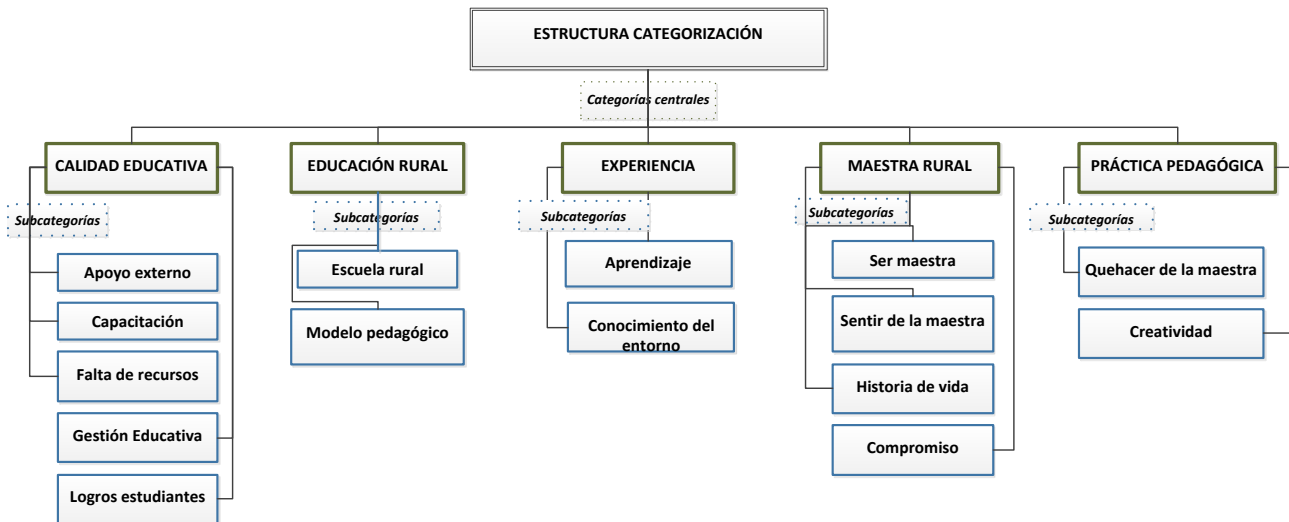 ESTRUCTURA CATEGORIZACIÓN
Categorías centrales
CALIDAD EDUCATIVA
Subcategorías
Apoyo externo
Capacitación
Falta de recursos
Gestión Educativa
Logros estudiantes
EDUCACIÓN RURAL
Subcategorías
Escuela rural
Modelo pedagógico
EXPERIENCIA
Subcategorías
Aprendizaje
Conocimiento del
entorno
MAESTRA RURAL
Subcategorías
Ser maestra
Sentir de la maestra
Historia de vida
Compromiso
PRÁCTICA PEDAGÓGICA
Subcategorías
Quehacer de la maestra
Creatividad